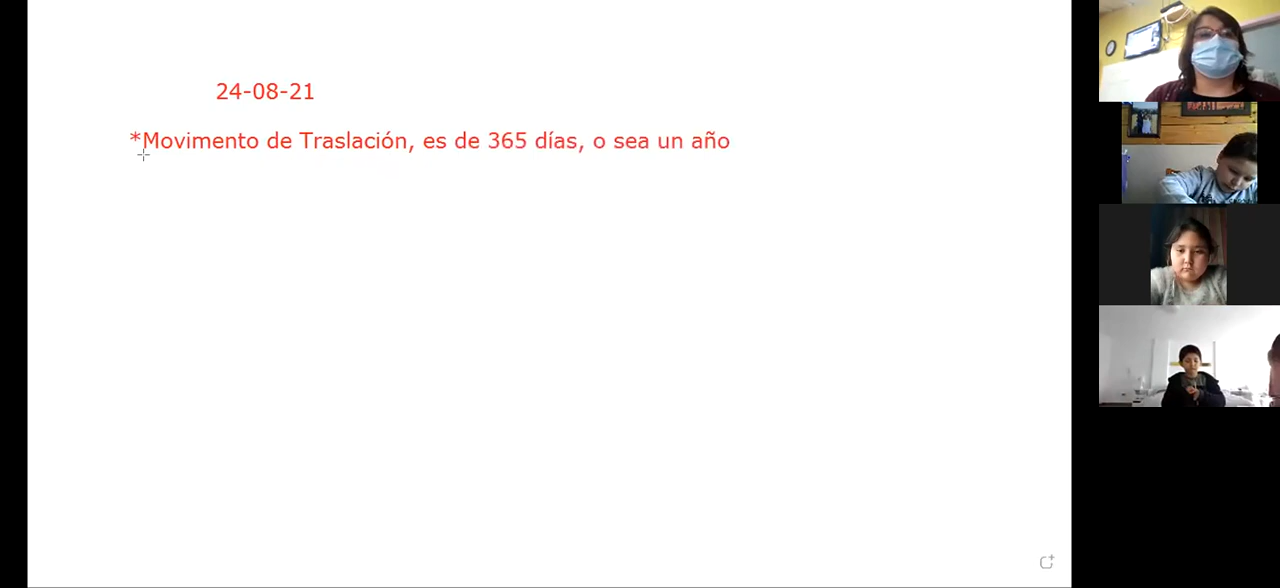 24-08-21
*Movimento de Traslación, es de 365 días, o sea un año